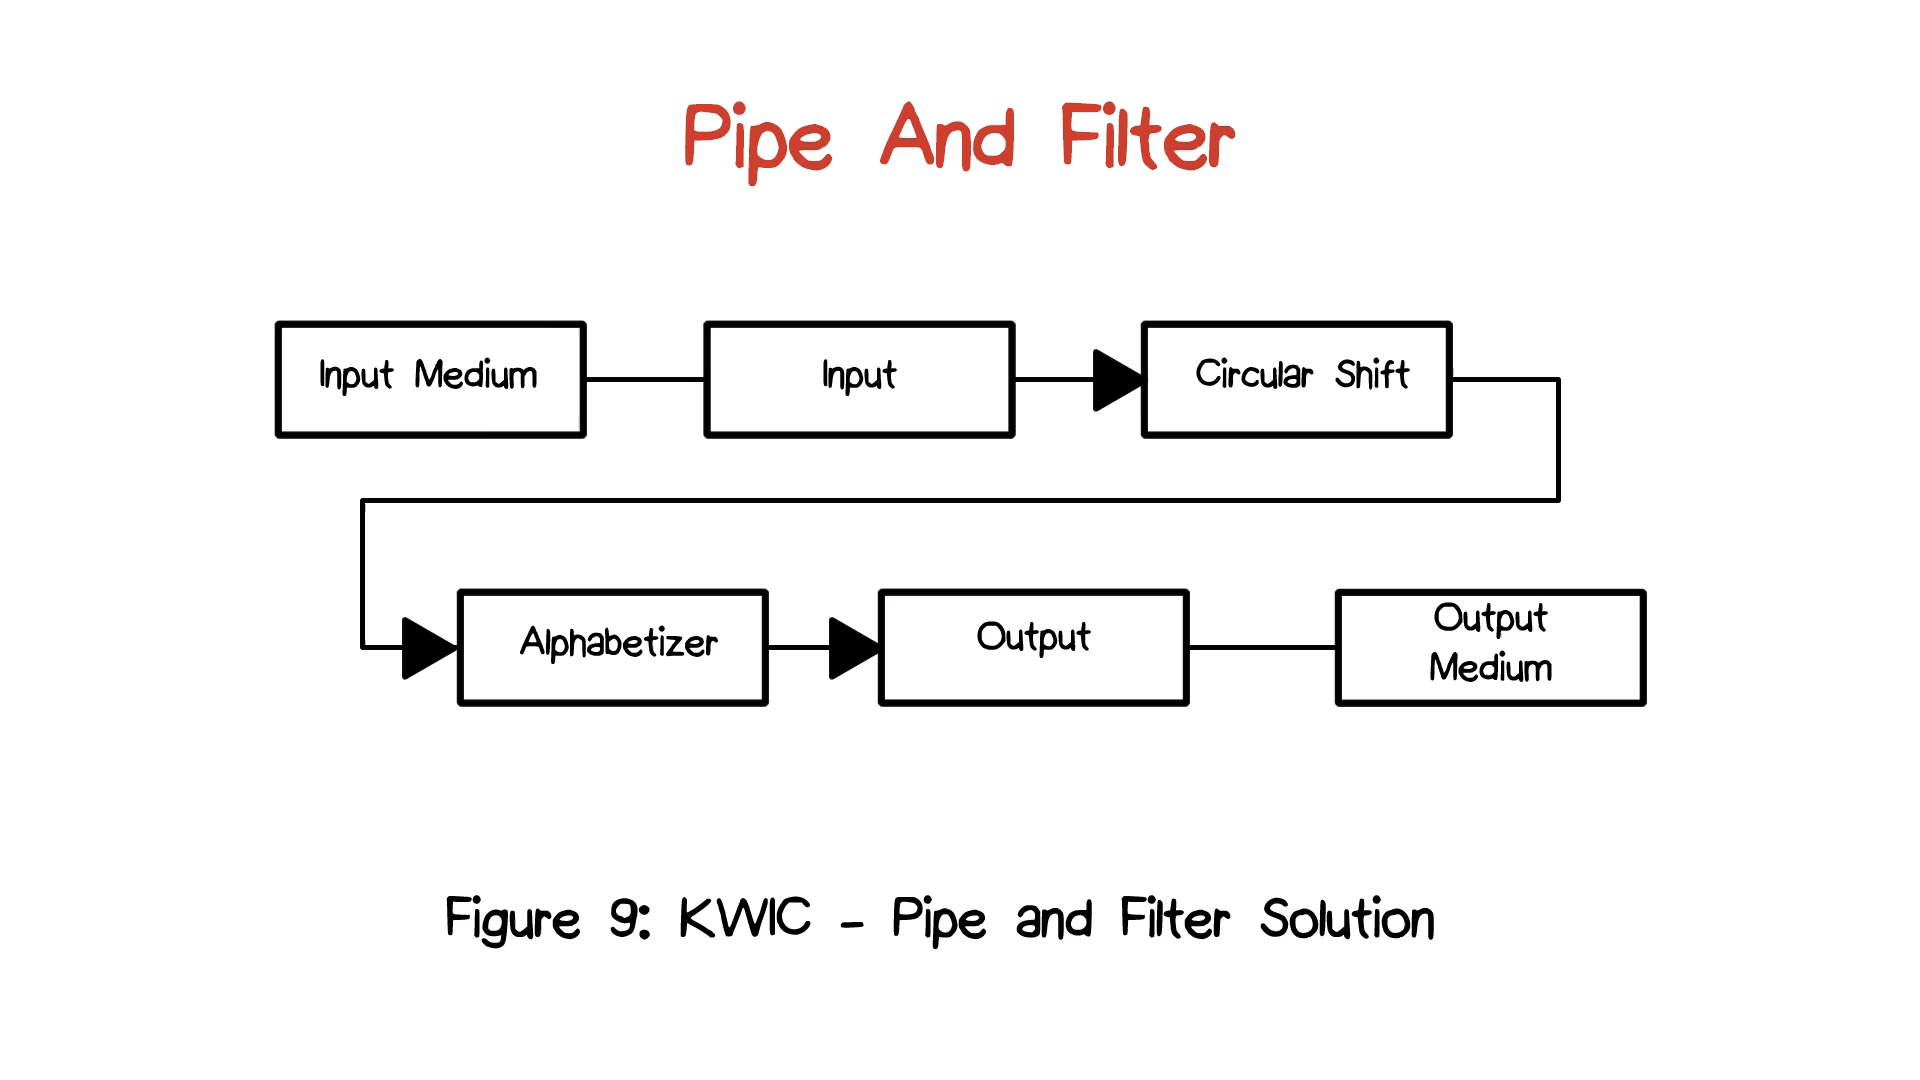 Pipe And Filter
Input Medium
Input
Circular Shift
Alphabetizer
Output
Output
Medium
Figure 9: KWIC - Pipe and Filter Solution